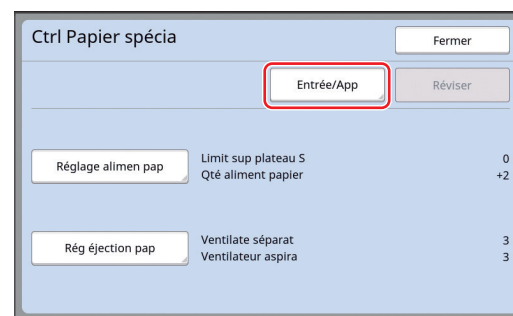 Ctrl Papier spécia
Fermer
Entrée/App
Réviser
Réglage alimen pap
Limit sup plateau S 0
Qté aliment papier +2
Rég éjection pap
Ventilate séparat 3
Ventilateur aspira 3